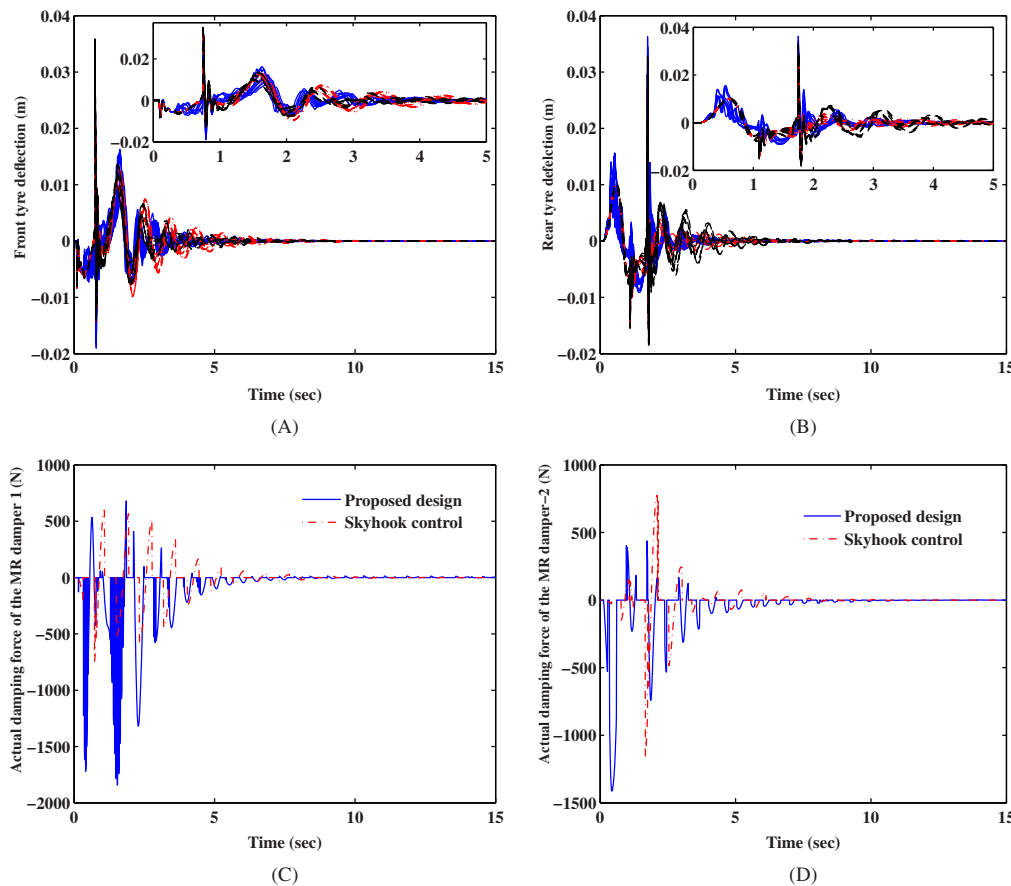 0.04
0.03
0.02
0.01
0
−0.01
−0.02
Front tyre deflection (m)
0.02
0
−0.02
0 1 2 3 4 5
0 5 10 15
Time (sec)
(A)
0.04
0.03
0.02
0.01
0
−0.01
−0.02
Rear tyre defelction (m)
0.04
0.02
0
−0.02
0 1 2 3 4 5
0 5 10 15
Time (sec)
(B)
1000
500
0
−500
−1000
−1500
−2000
Actual damping force of the MR damper 1 (N)
Proposed design
Skyhook control
0 5 10 15
Time (sec)
(C)
1000
500
0
−500
−1000
−1500
Actual damping force of the MR damper−2 (N)
Proposed design
Skyhook control
0 5 10 15
Time (sec)
(D)